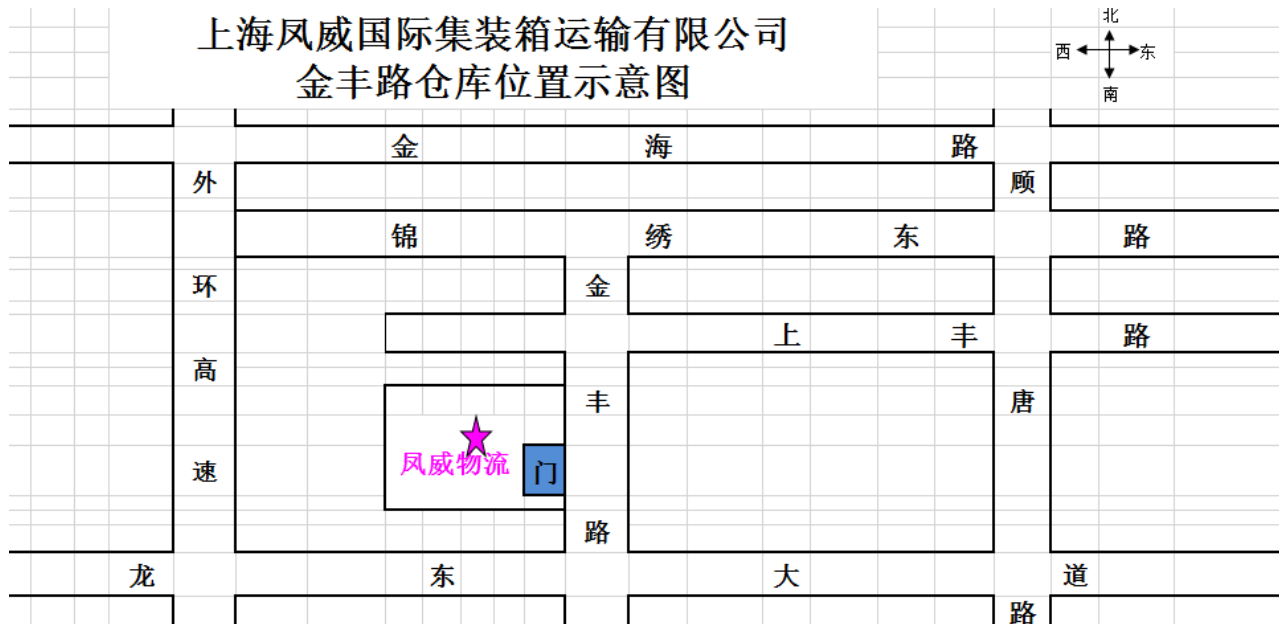 上海凤威国际集装箱运输有限公司
金丰路仓库位置示意图
北
西 东
南
金海路
外环高速
顾唐路
锦绣东路
金丰路
上丰路
凤威物流
门
龙东大道